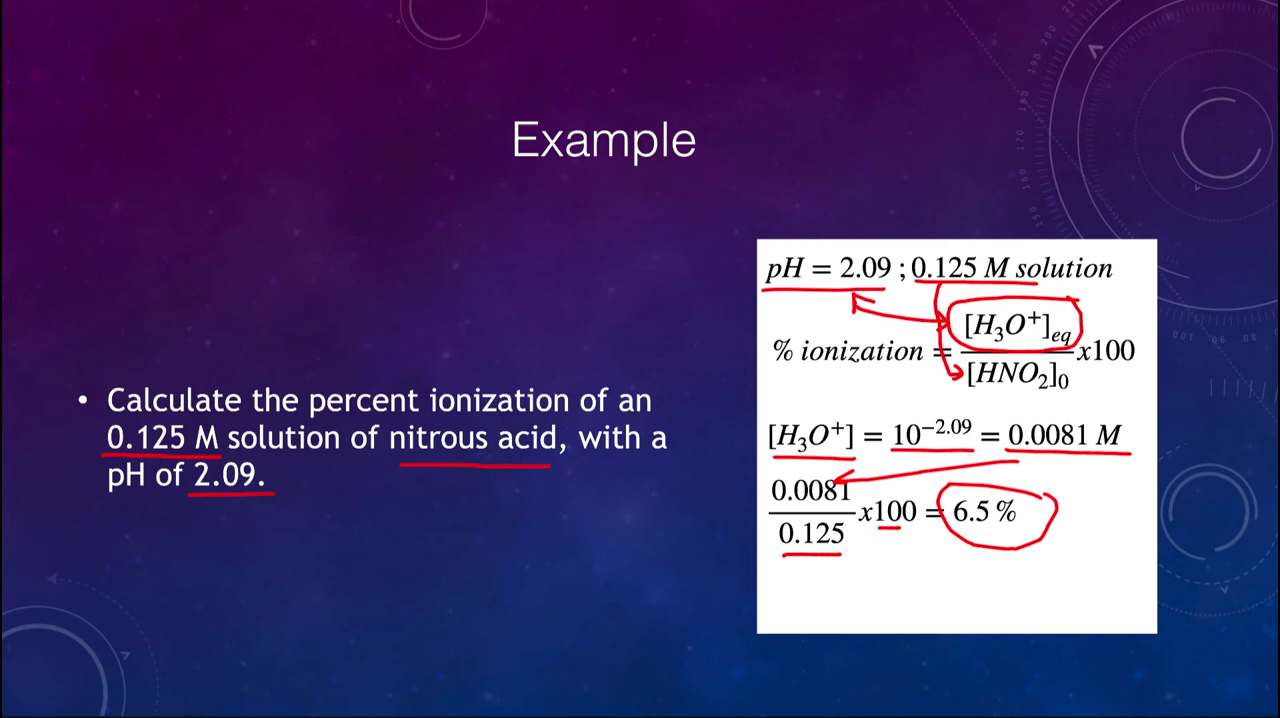 Example
• Calculate the percent ionization of an
0.125 M solution of nitrous acid, with a
pH of 2.09.
pH = 2.09 ; 0.125 M solution
% ionization = [H₃O⁺]eq / [HNO₂]₀ x100
[H₃O⁺] = 10⁻²·⁰⁹ = 0.0081 M
0.0081 / 0.125 x100 = 6.5 %